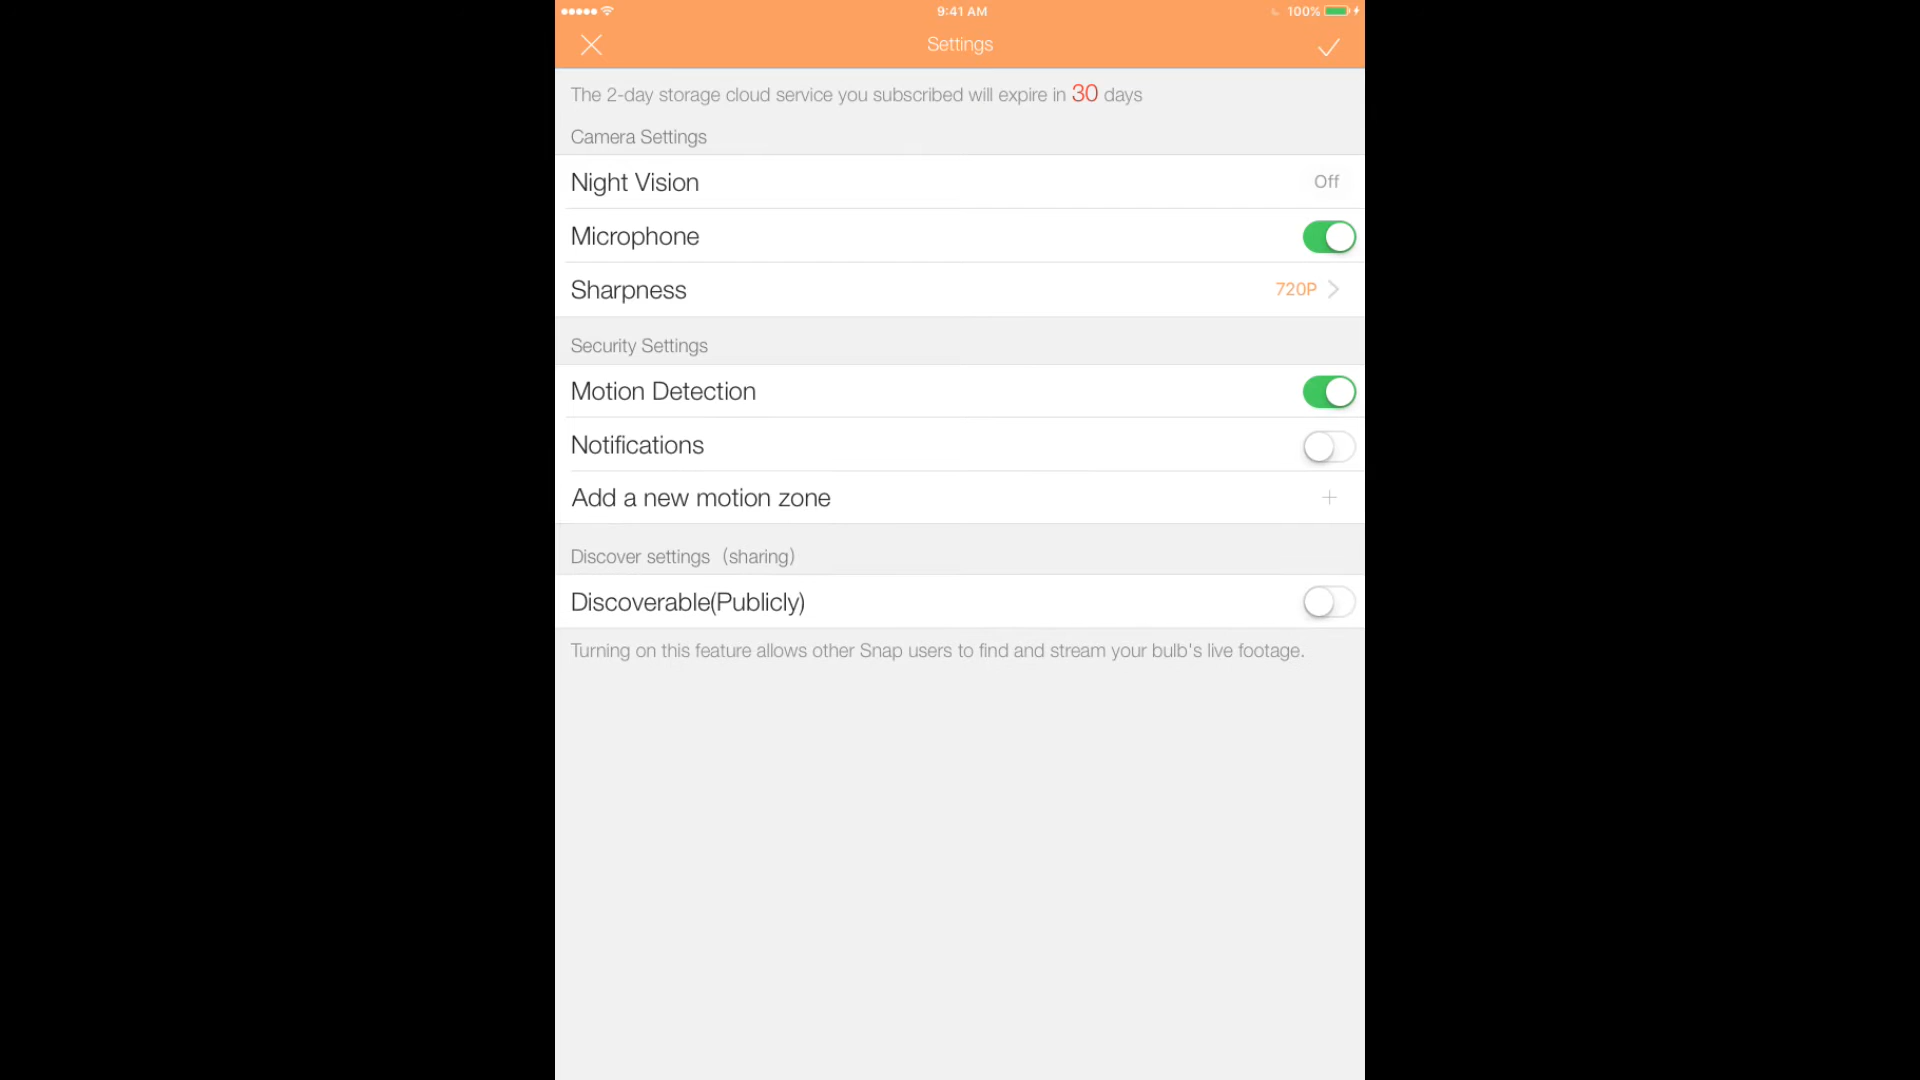 9:41 AM
100%
Settings
The 2-day storage cloud service you subscribed will expire in 30 days
Camera Settings
Night Vision
Off
Microphone
Sharpness
720P
Security Settings
Motion Detection
Notifications
Add a new motion zone
Discover settings（sharing）
Discoverable(Publicly)
Turning on this feature allows other Snap users to find and stream your bulb's live footage.